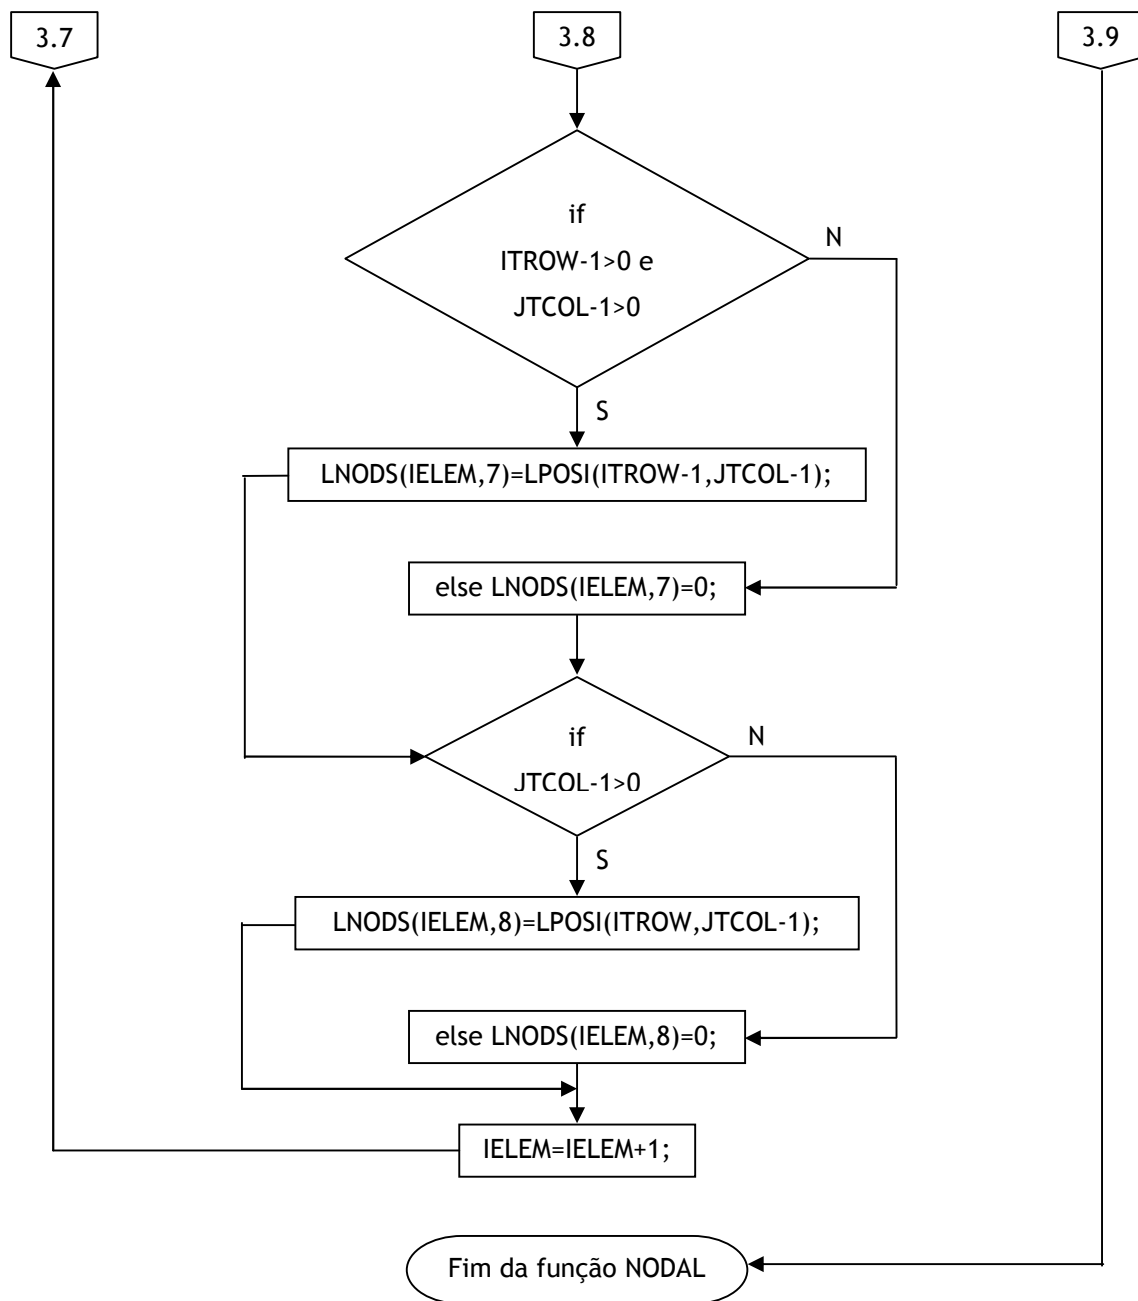 3.7
3.8
3.9
if
ITROW-1>0 e
JTCOL-1>0
N
S
LNODS(IELEM,7)=LPOSI(ITROW-1,JTCOL-1);
else LNODS(IELEM,7)=0;
if
JTCOL-1>0
N
S
LNODS(IELEM,8)=LPOSI(ITROW,JTCOL-1);
else LNODS(IELEM,8)=0;
IELEM=IELEM+1;
Fim da função NODAL